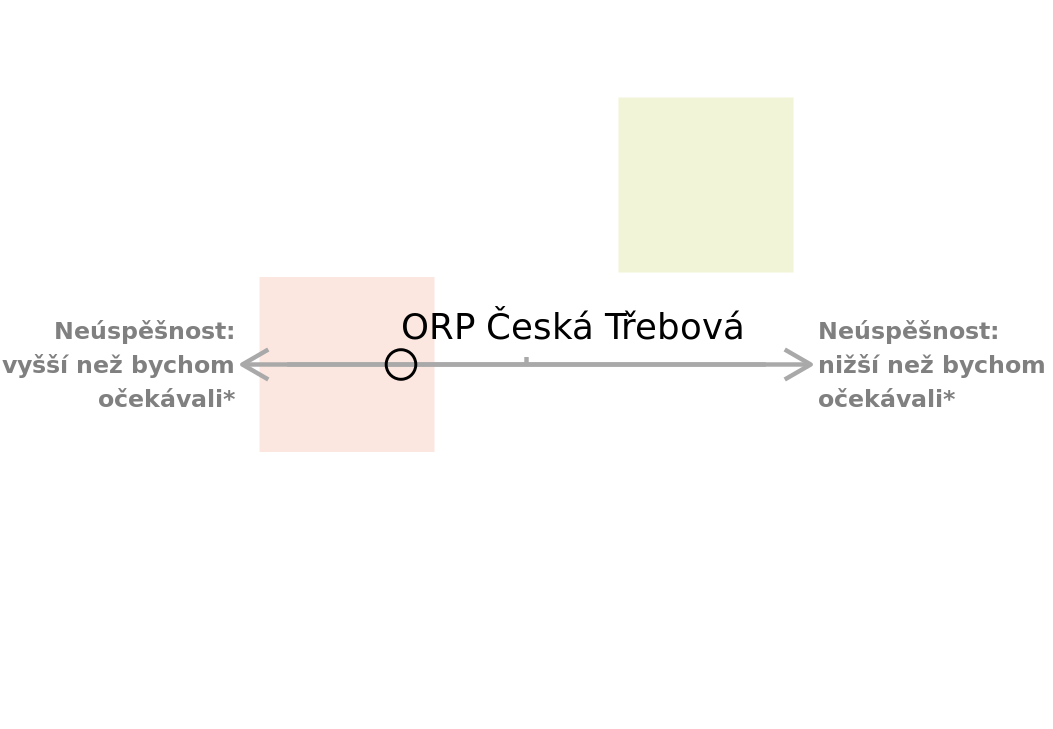 ORP Česká Třebová
Neúspěšnost:
vyšší než bychom
očekávali*
Neúspěšnost:
nižší než bychom
očekávali*